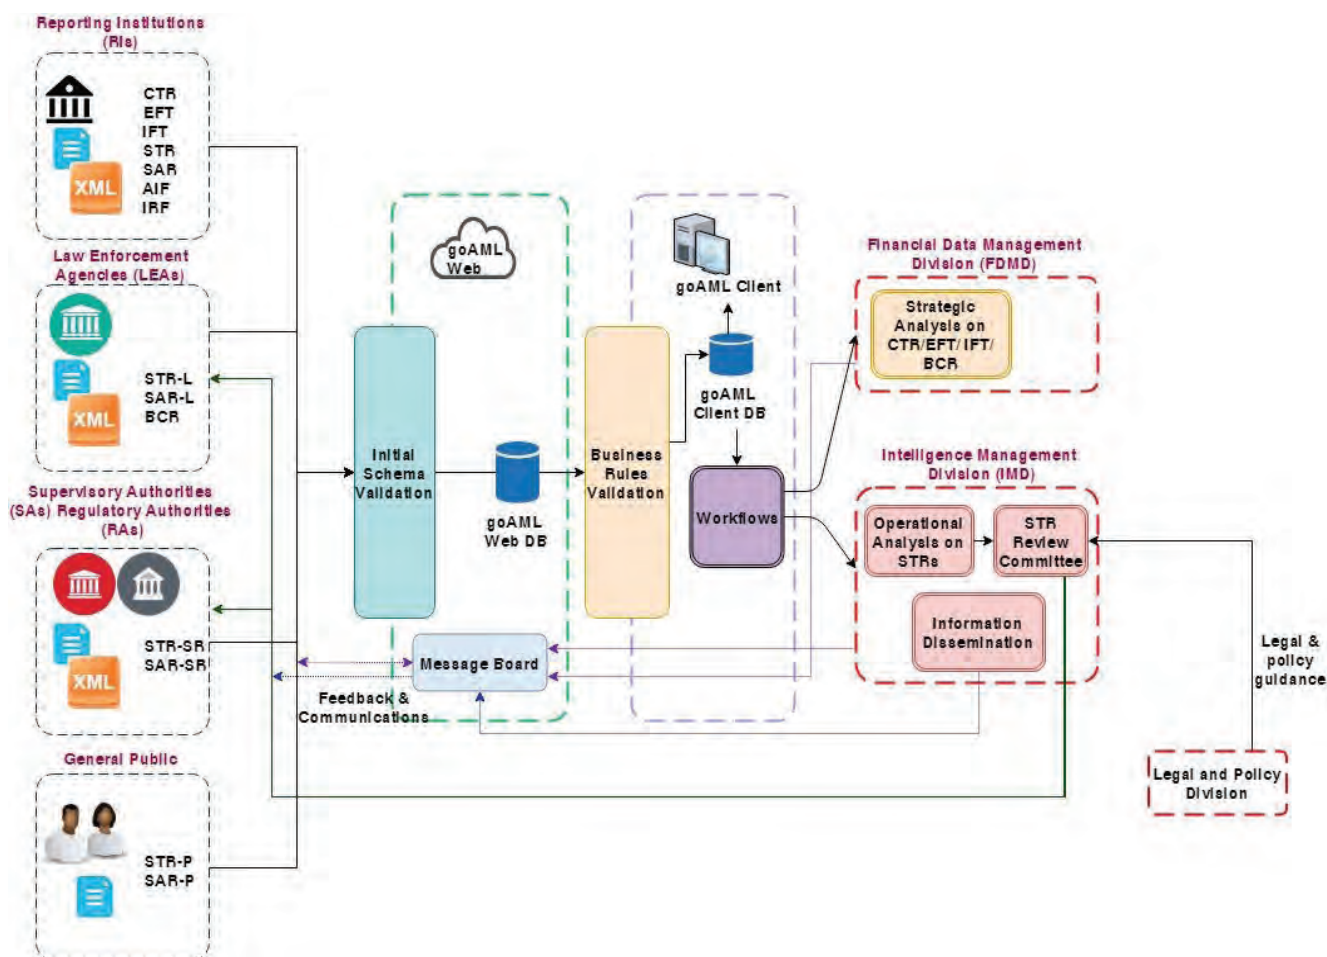 Reporting Institutions
(RIs)
CTR
EFT
IFT
STR
SAR
AIF
IRF
XML
Law Enforcement
Agencies (LEAs)
STR-L
SAR-L
BCR
XML
Supervisory Authorities
(SAs) Regulatory Authorities
(RAs)
STR-SR
SAR-SR
XML
General Public
STR-P
SAR-P
goAML
Web
Initial
Schema
Validation
goAML
Web DB
Message Board
Feedback &
Communications
Business
Rules
Validation
goAML Client
goAML
Client DB
Workflows
Financial Data Management
Division (FDMD)
Strategic
Analysis on
CTR/EFT/ IFT/
BCR
Intelligence Management
Division (IMD)
Operational
Analysis on
STRs
STR
Review
Committee
Information
Dissemination
Legal &
policy
guidance
Legal and Policy
Division